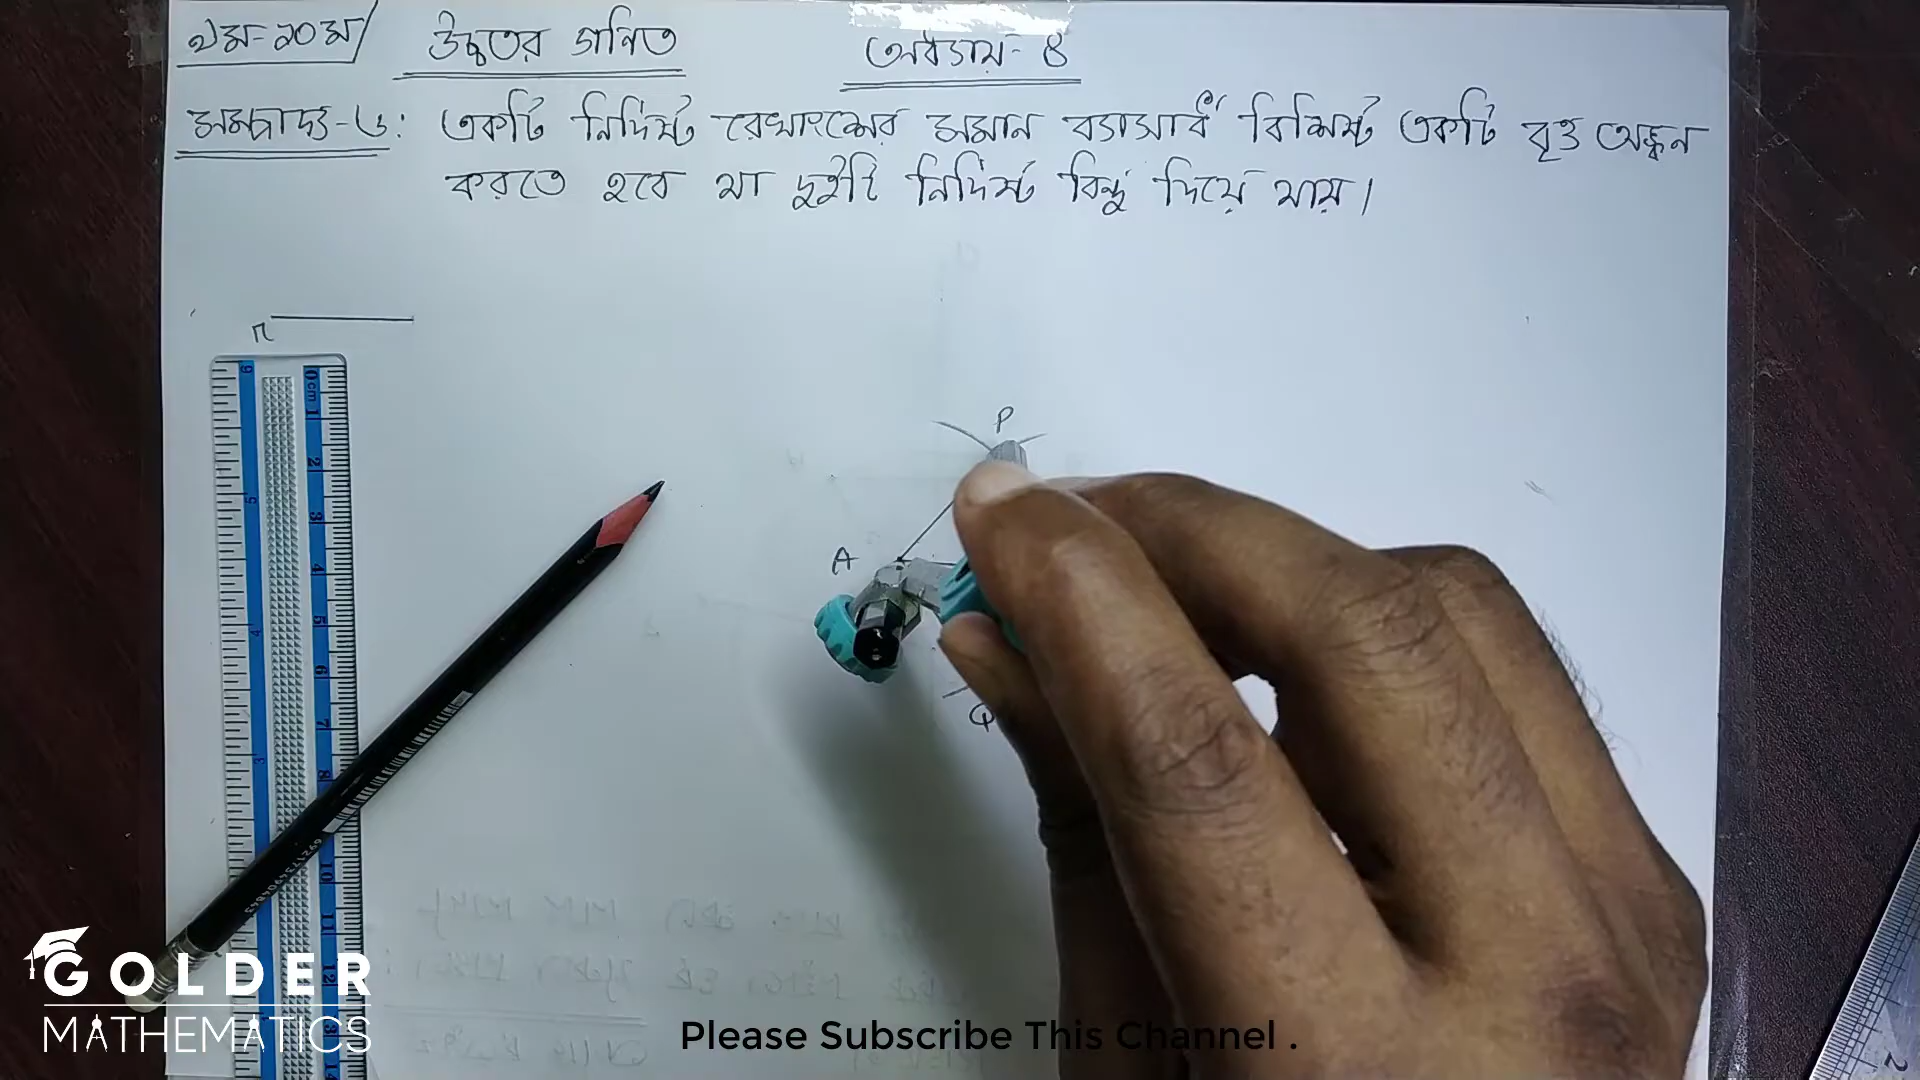 ৯ম-১০ম/ উচ্চতর গণিত অধ্যায়-৪
সম্পাদ্য-৬: একটি নির্দিষ্ট রেখাংশের সমান ব্যাসার্ধ বিশিষ্ট একটি বৃত্ত অঙ্কন
করতে হবে যা দুইটি নির্দিষ্ট বিন্দু দিয়ে যায়।
r
P
A
Q
GOLDER
MATHEMATICS
Please Subscribe This Channel .